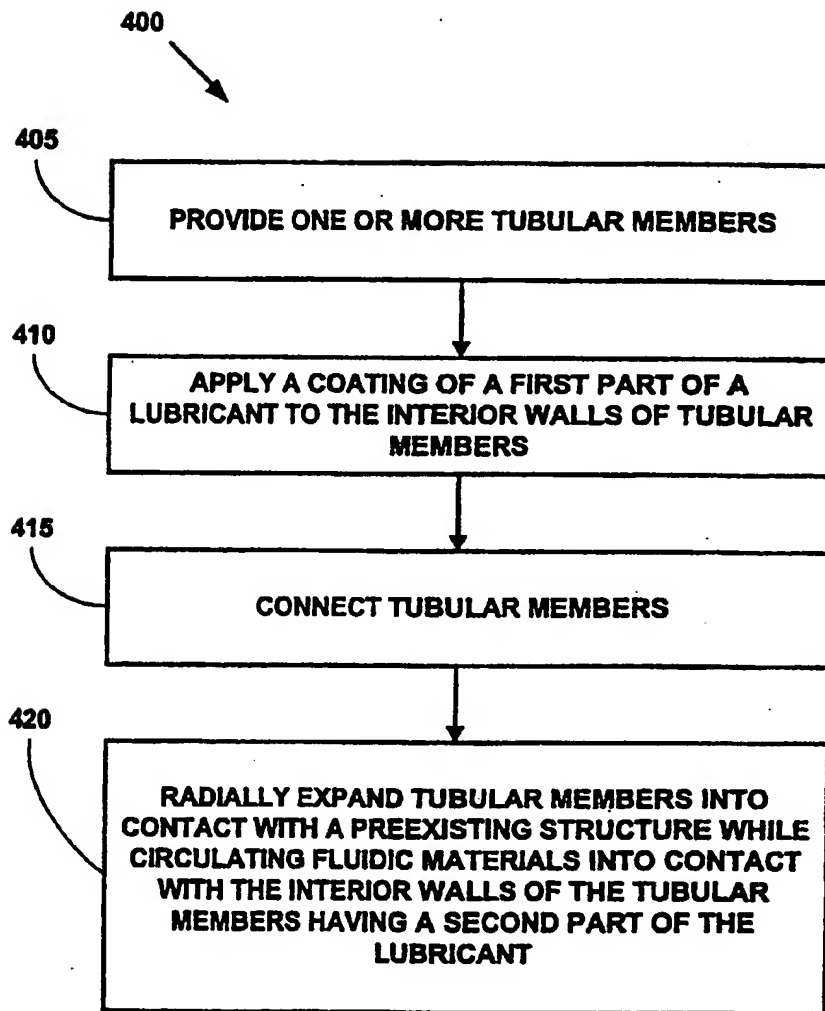 400
405
PROVIDE ONE OR MORE TUBULAR MEMBERS
410
APPLY A COATING OF A FIRST PART OF A
LUBRICANT TO THE INTERIOR WALLS OF TUBULAR
MEMBERS
415
CONNECT TUBULAR MEMBERS
420
RADIALLY EXPAND TUBULAR MEMBERS INTO
CONTACT WITH A PREEXISTING STRUCTURE WHILE
CIRCULATING FLUIDIC MATERIALS INTO CONTACT
WITH THE INTERIOR WALLS OF THE TUBULAR
MEMBERS HAVING A SECOND PART OF THE
LUBRICANT